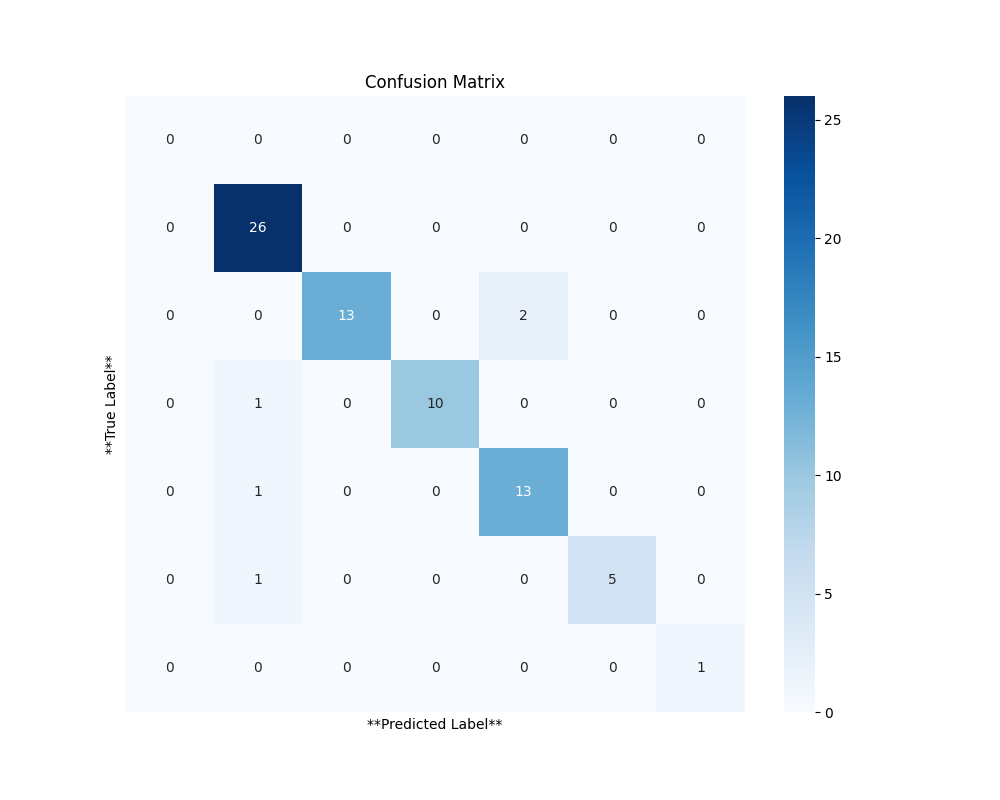 Confusion Matrix
0 0 0 0 0 0 0
0 26 0 0 0 0 0
0 0 13 0 2 0 0
0 1 0 10 0 0 0
0 1 0 0 13 0 0
0 1 0 0 0 5 0
0 0 0 0 0 0 1
**True Label**
**Predicted Label**
25
20
15
10
5
0